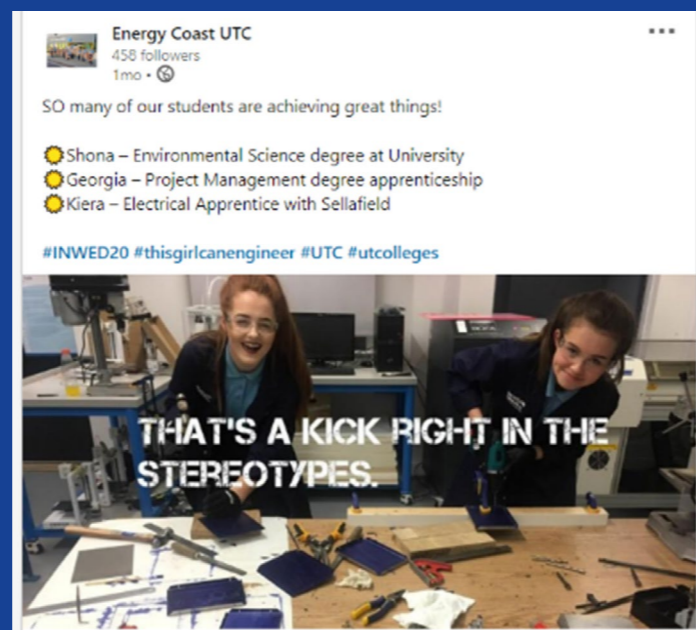 Energy Coast UTC
458 followers
1mo •
SO many of our students are achieving great things!
Shona – Environmental Science degree at University
Georgia – Project Management degree apprenticeship
Kiera – Electrical Apprentice with Sellafield
#INWED20 #thisgirlcanengineer #UTC #utcolleges
THAT'S A KICK RIGHT IN THE
STEREOTYPES.